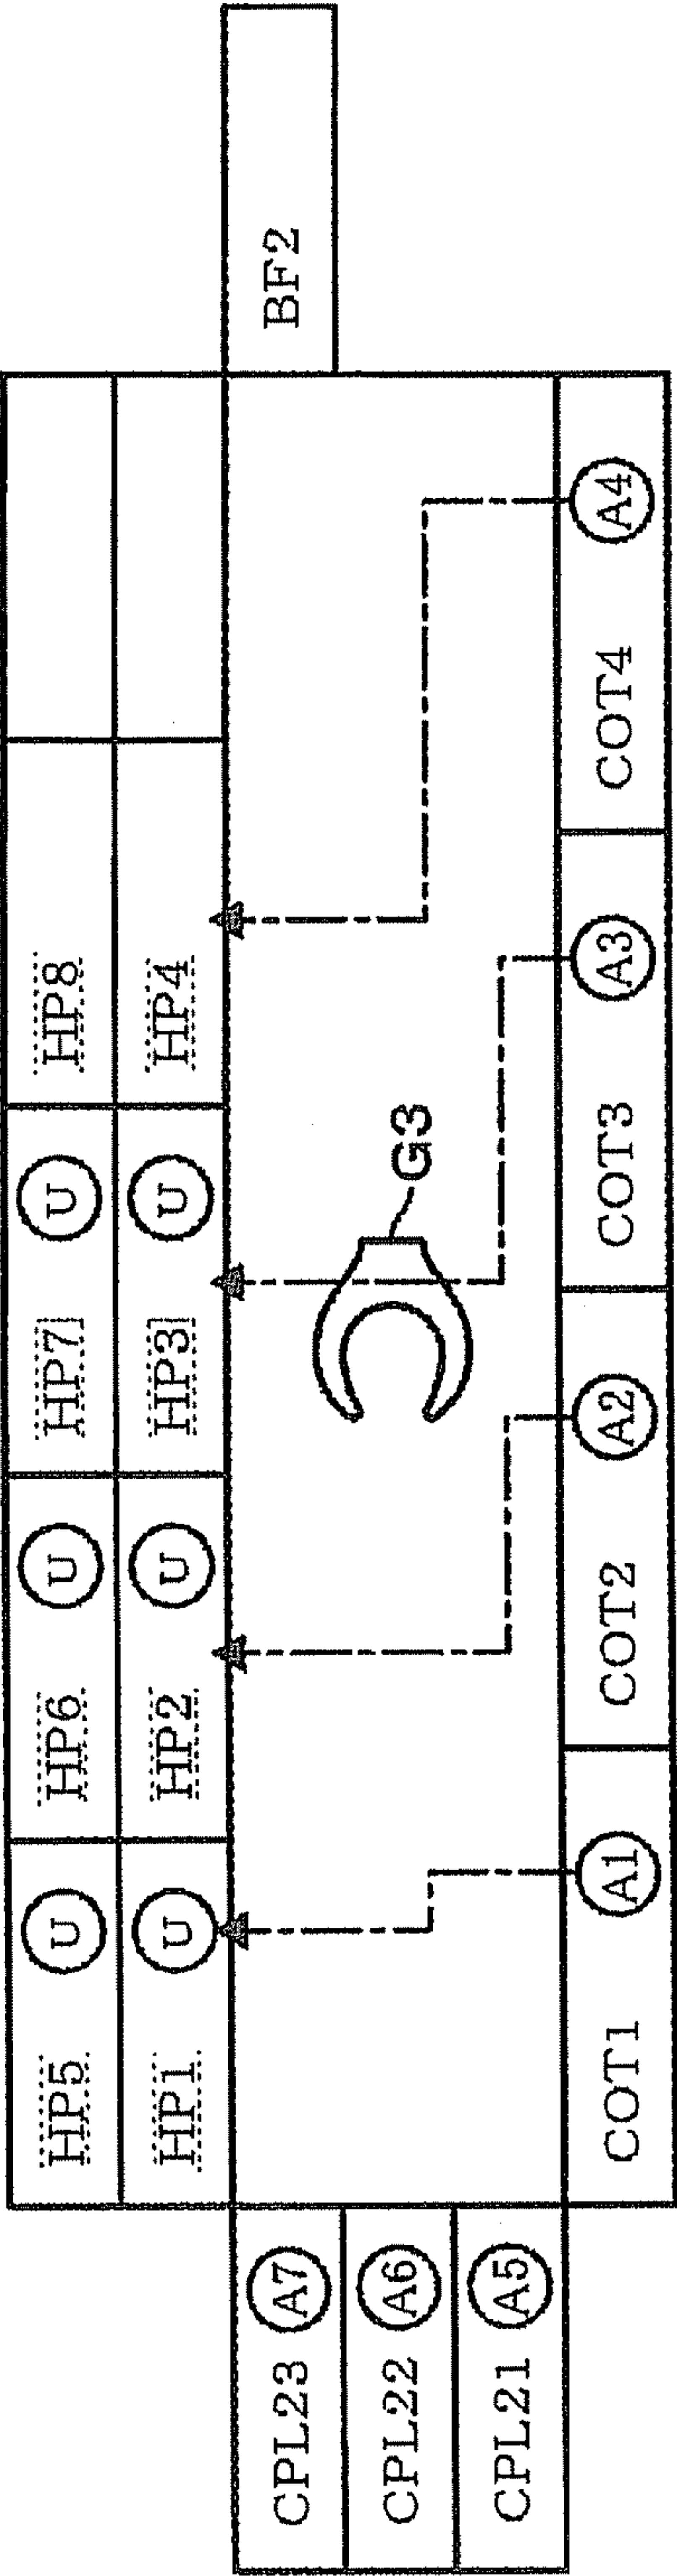 HP5 U HP6 U HP7 U HP8
HP1 U HP2 U HP3 U HP4
CPL23 A7 BF2
CPL22 A6 G3
CPL21 A5
COT1 A1 COT2 A2 COT3 A3 COT4 A4